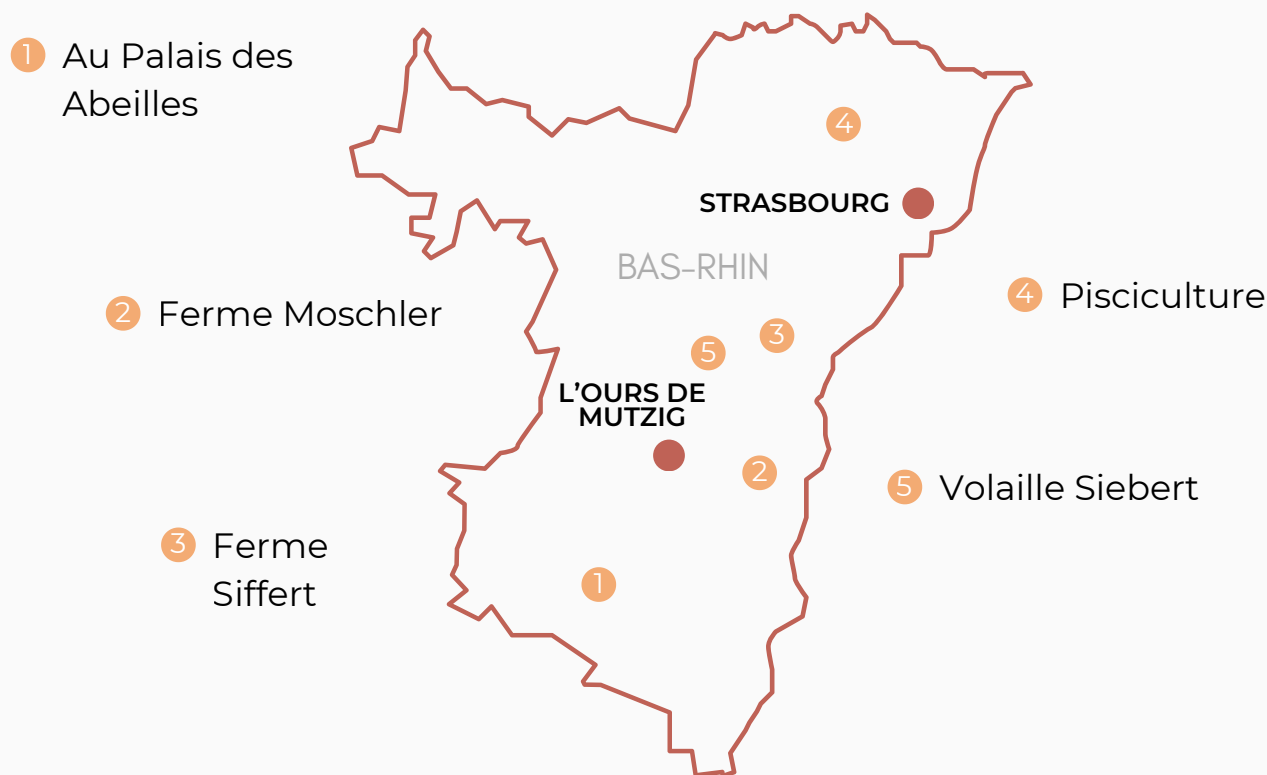 1 Au Palais des
Abeilles
4
STRASBOURG
BAS-RHIN
4 Pisciculture
2 Ferme Moschler
3
5
L’OURS DE
MUTZIG
2
5 Volaille Siebert
3 Ferme
Siffert
1